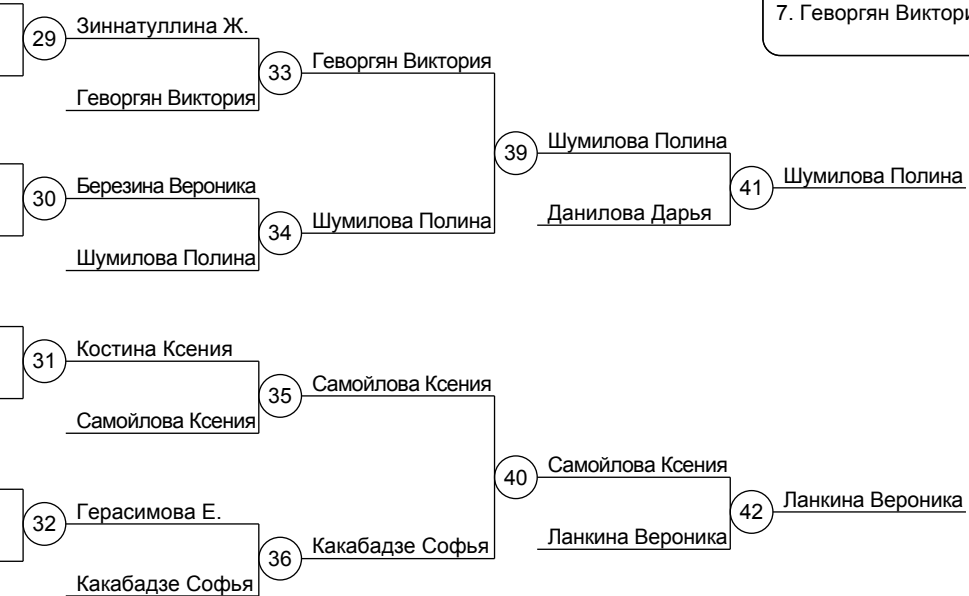 7. Геворгян Виктори
29
Зиннатуллина Ж.
33
Геворгян Виктория
Геворгян Виктория
39
Шумилова Полина
41
Шумилова Полина
30
Березина Вероника
34
Шумилова Полина
Данилова Дарья
Шумилова Полина
31
Костина Ксения
35
Самойлова Ксения
Самойлова Ксения
40
Самойлова Ксения
42
Ланкина Вероника
32
Герасимова Е.
36
Какабадзе Софья
Ланкина Вероника
Какабадзе Софья